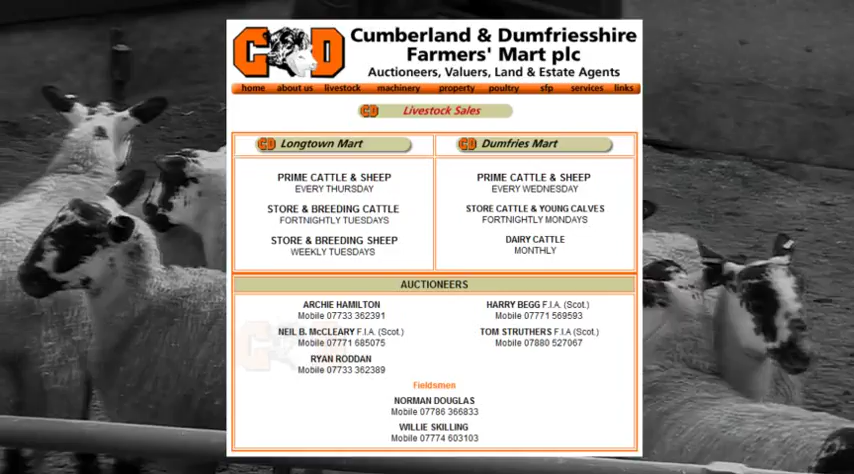 CD
Cumberland & Dumfriesshire
Farmers' Mart plc
Auctioneers, Valuers, Land & Estate Agents
home about us livestock machinery property poultry sfp services links
CD Livestock Sales
CD Longtown Mart
PRIME CATTLE & SHEEP
EVERY THURSDAY
STORE & BREEDING CATTLE
FORTNIGHTLY TUESDAYS
STORE & BREEDING SHEEP
WEEKLY TUESDAYS
CD Dumfries Mart
PRIME CATTLE & SHEEP
EVERY WEDNESDAY
STORE CATTLE & YOUNG CALVES
FORTNIGHTLY MONDAYS
DAIRY CATTLE
MONTHLY
AUCTIONEERS
ARCHIE HAMILTON
Mobile 07733 362391
NEIL B. McCLEARY F.I.A. (Scot.)
Mobile 07771 685075
RYAN RODDAN
Mobile 07733 362389
HARRY BEGG F.I.A. (Scot.)
Mobile 07771 569593
TOM STRUTHERS F.I.A (Scot.)
Mobile 07880 527067
Fieldsmen
NORMAN DOUGLAS
Mobile 07786 366833
WILLIE SKILLING
Mobile 07774 603103